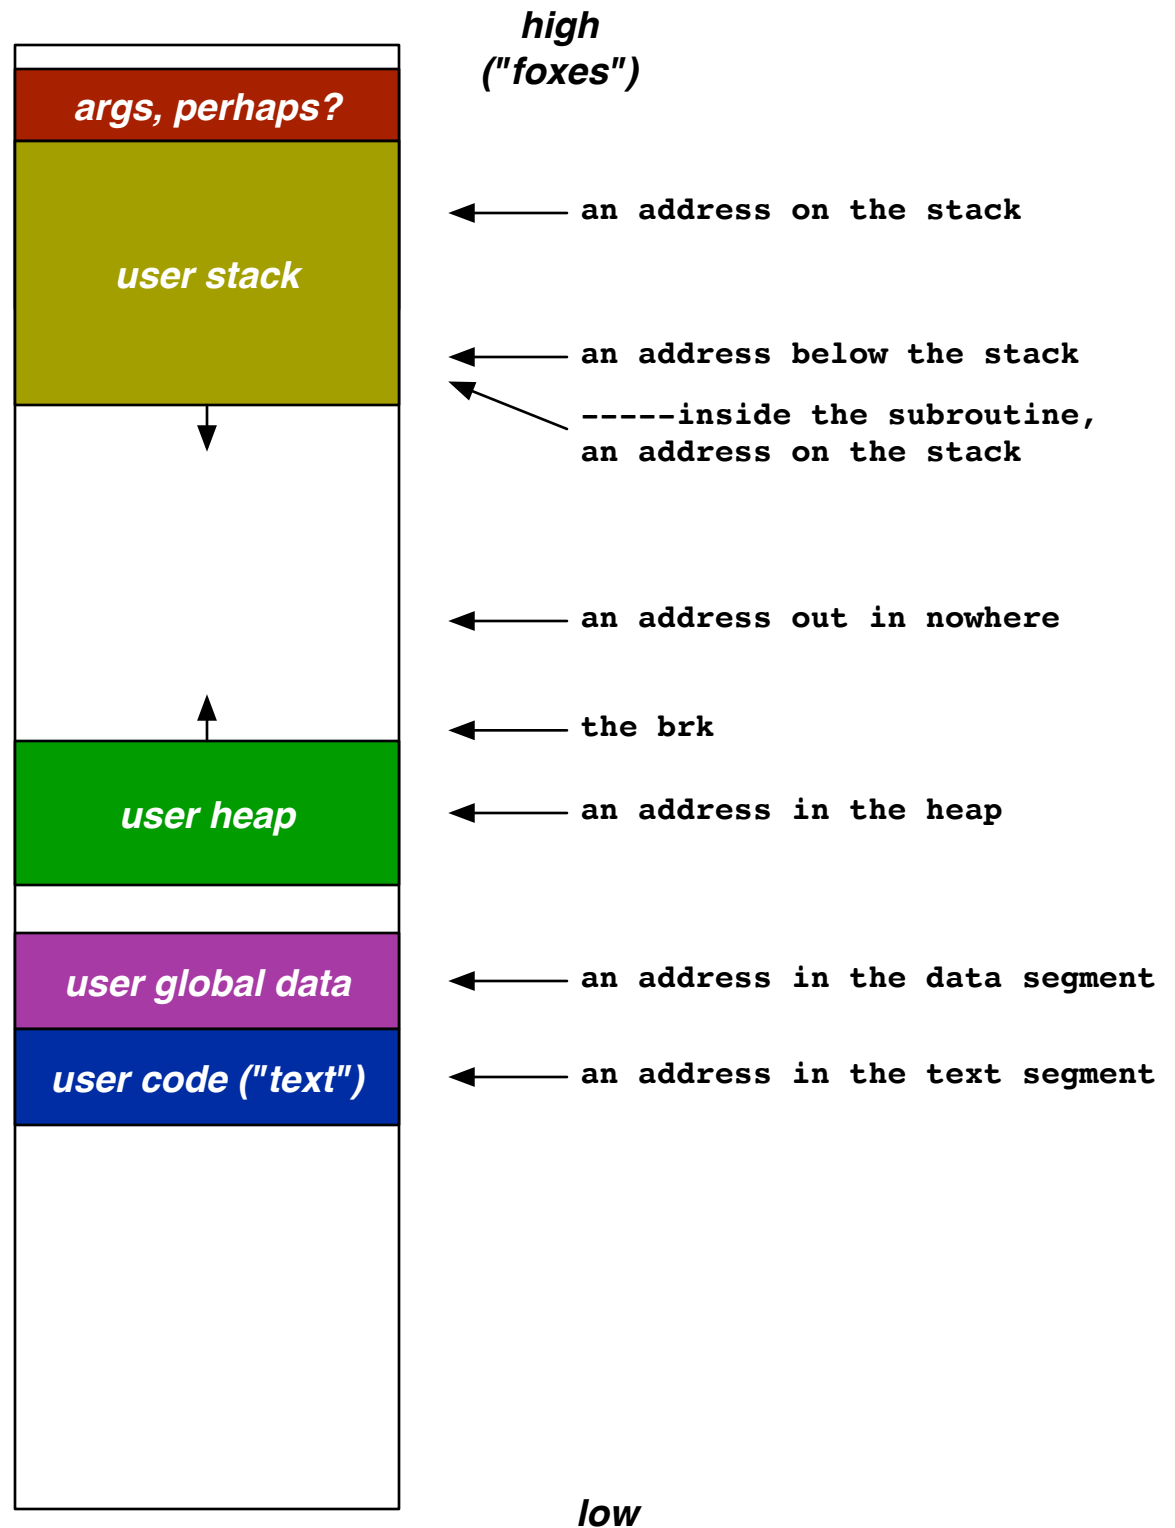 high
("foxes")
args, perhaps?
an address on the stack
user stack
an address below the stack
-----inside the subroutine,
an address on the stack
an address out in nowhere
the brk
user heap
an address in the heap
user global data
an address in the data segment
user code ("text")
an address in the text segment
low